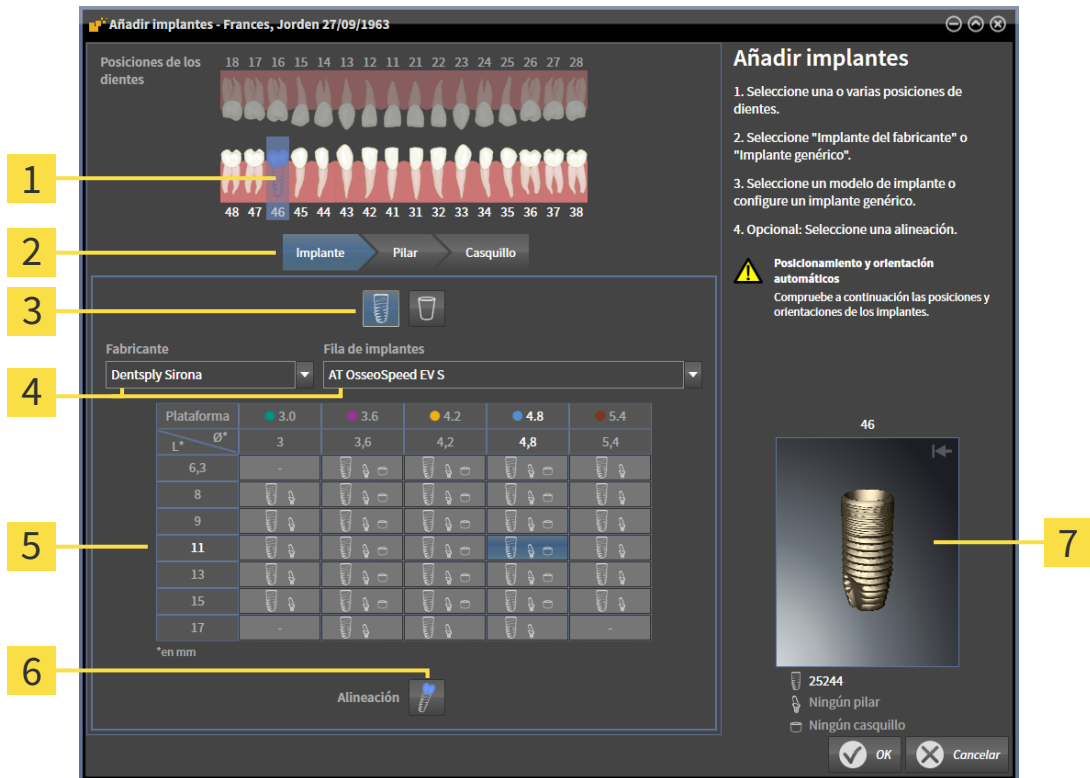 Añadir implantes - Frances, Jorden 27/09/1963
Posiciones de los dientes
18 17 16 15 14 13 12 11 21 22 23 24 25 26 27 28
48 47 46 45 44 43 42 41 31 32 33 34 35 36 37 38
1
2
Implante Pilar Casquillo
3
Fabricante Fila de implantes
Dentsply Sirona AT OsseoSpeed EV S
4
Plataforma 3.0 3.6 4.2 4.8 5.4
L* Ø* 3 3,6 4,2 4,8 5,4
6,3 -
8
9
11
5
13
15
17 - -
*en mm
6
Alineación
Añadir implantes
1. Seleccione una o varias posiciones de
dientes.
2. Seleccione "Implante del fabricante" o
"Implante genérico".
3. Seleccione un modelo de implante o
configure un implante genérico.
4. Opcional: Seleccione una alineación.
Posicionamiento y orientación
automáticos
Compruebe a continuación las posiciones y
orientaciones de los implantes.
46
7
25244
Ningún pilar
Ningún casquillo
OK Cancelar